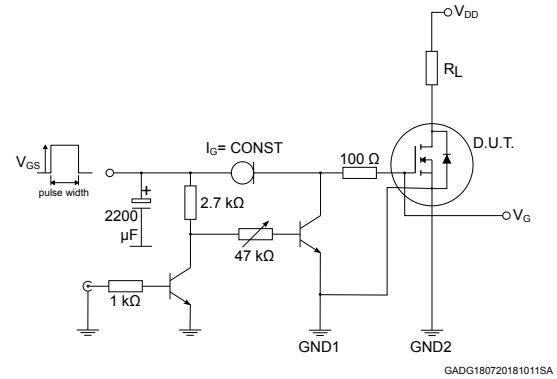 VDD
RL
IG= CONST
D.U.T.
VGS
100 Ω
pulse width
+
2200
μF
2.7 kΩ
VG
47 kΩ
1 kΩ
GND1
GND2
GADG180720181011SA